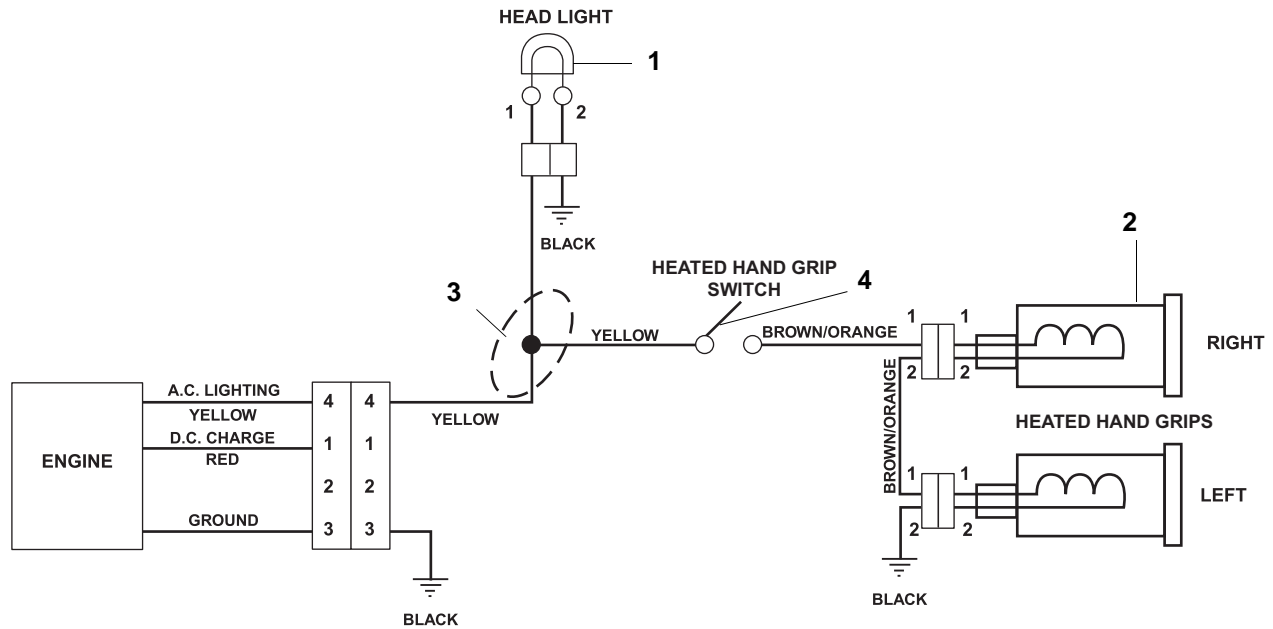 HEAD LIGHT
1
1 2
BLACK
2
HEATED HAND GRIP
SWITCH
3
4
YELLOW
BROWN/ORANGE
1 1
2 2
RIGHT
BROWN/ORANGE
HEATED HAND GRIPS
1 1
2 2
LEFT
BLACK
ENGINE
A.C. LIGHTING
YELLOW
D.C. CHARGE
RED
GROUND
4 4
1 1
2 2
3 3
YELLOW
BLACK